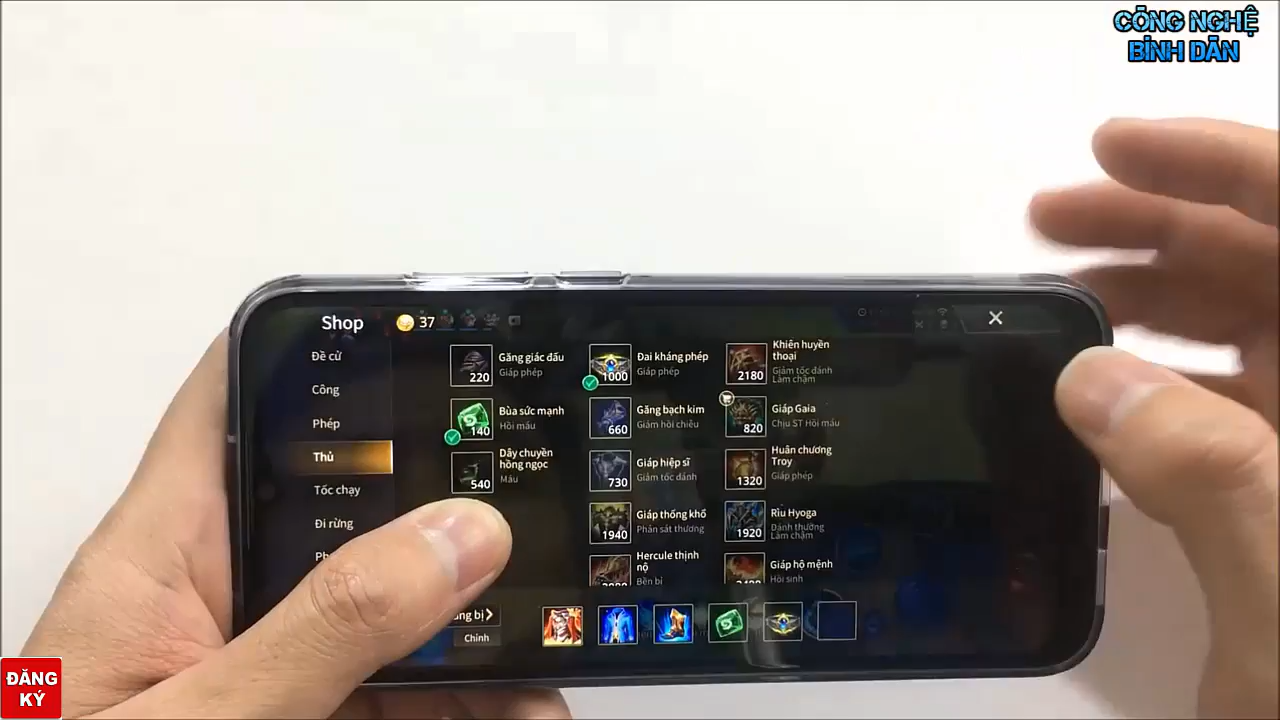 CÔNG NGHỆ
BÌNH DÂN
Shop
37
Đề cử
Công
Phép
Thủ
Tốc chạy
Đi rừng
Găng giác đấu
Giáp phép
220
Bùa sức mạnh
Hồi máu
140
Dây chuyền
hồng ngọc
Máu
540
Đai kháng phép
Giáp phép
1000
Găng bạch kim
Giảm hồi chiêu
660
Giáp hiệp sĩ
Giảm tốc đánh
730
Giáp thống khổ
Phản sát thương
1940
Hercule thịnh
nộ
Bền bỉ
Khiên huyền
thoại
Giảm tốc đánh
Làm chậm
2180
Giáp Gaia
Chịu ST Hồi máu
820
Huân chương
Troy
Giáp phép
1320
Rìu Hyoga
Đánh thường
Làm chậm
1920
Giáp hộ mệnh
Hồi sinh
Chính
ĐĂNG
KÝ